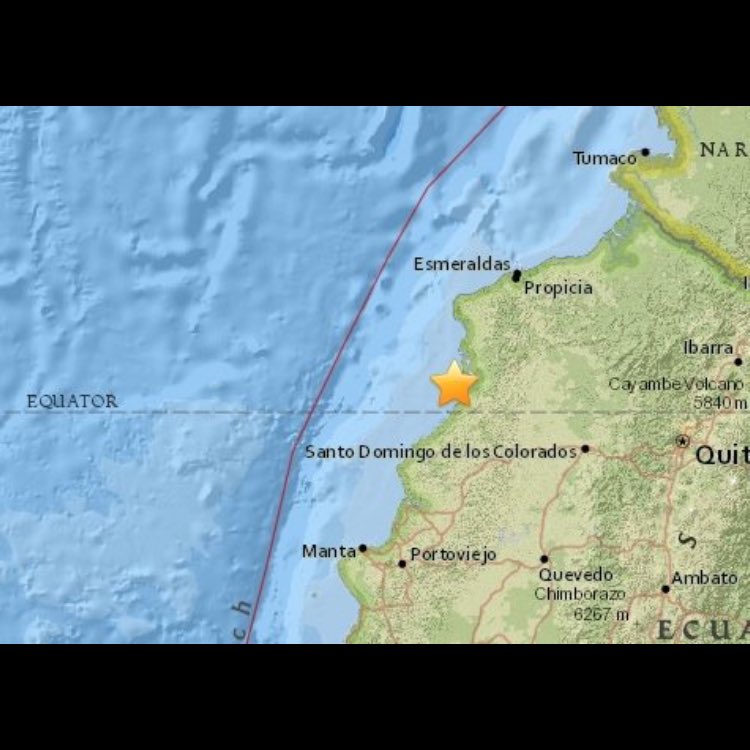 Tumaco
NAR
Esmeraldas
Propicia
I
Ibarra
Cayambe Volcano
5840 m
EQUATOR
Santo Domingo de los Colorados
Quit
Manta
Portoviejo
S
Quevedo
Chimborazo
6267 m
Ambato
ch
ECUA